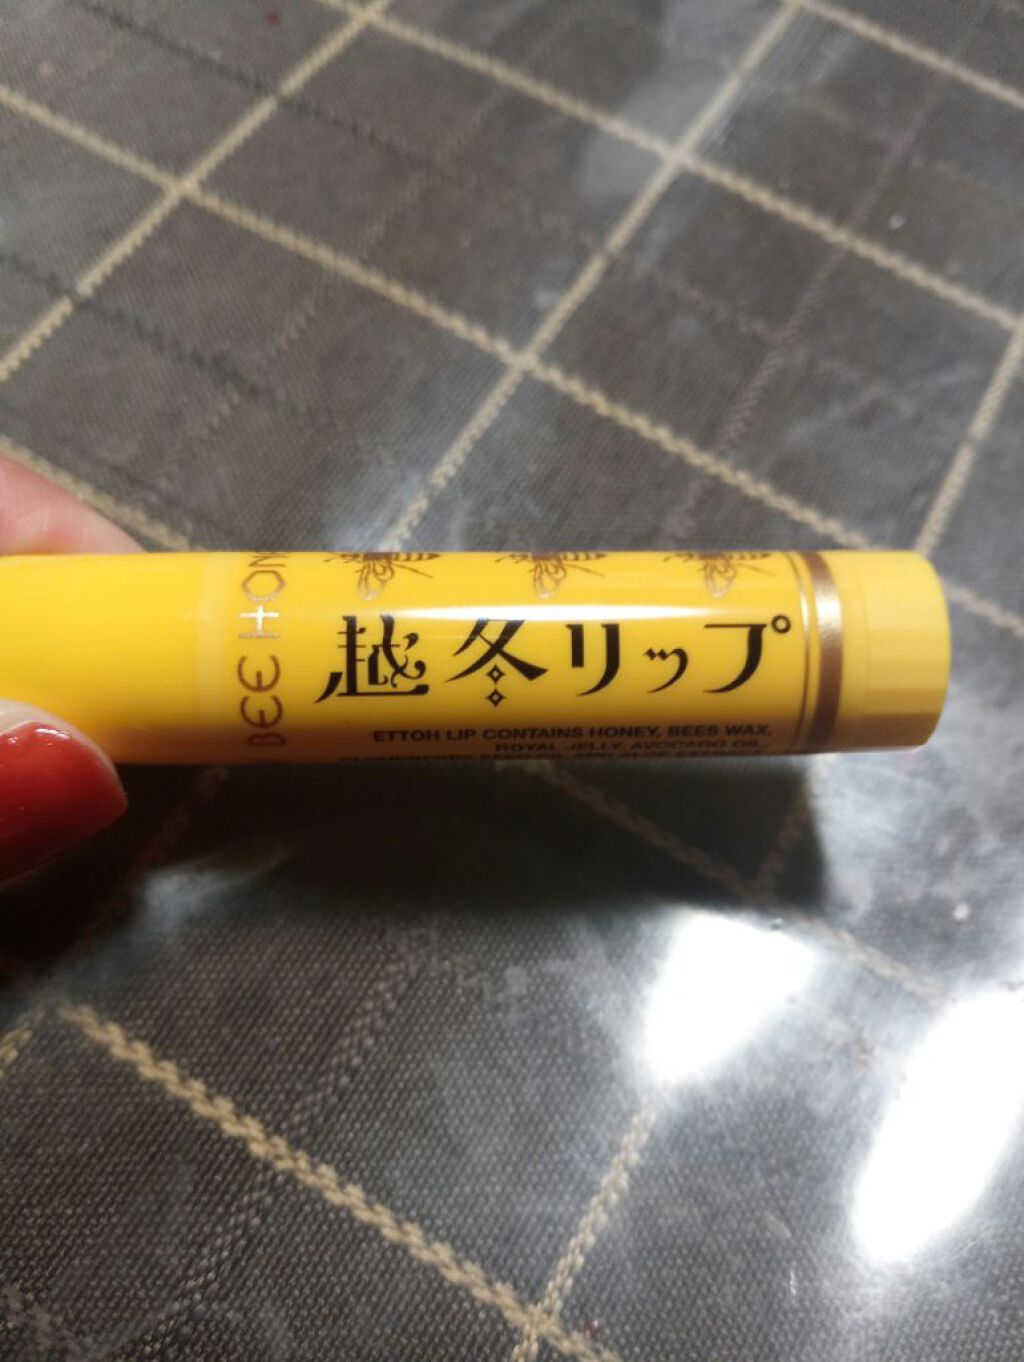 BEE HON
越冬リップ
ETTOH LIP CONTAINS HONEY, BEES WAX,
ROYAL JELLY, AVOCADO OIL,